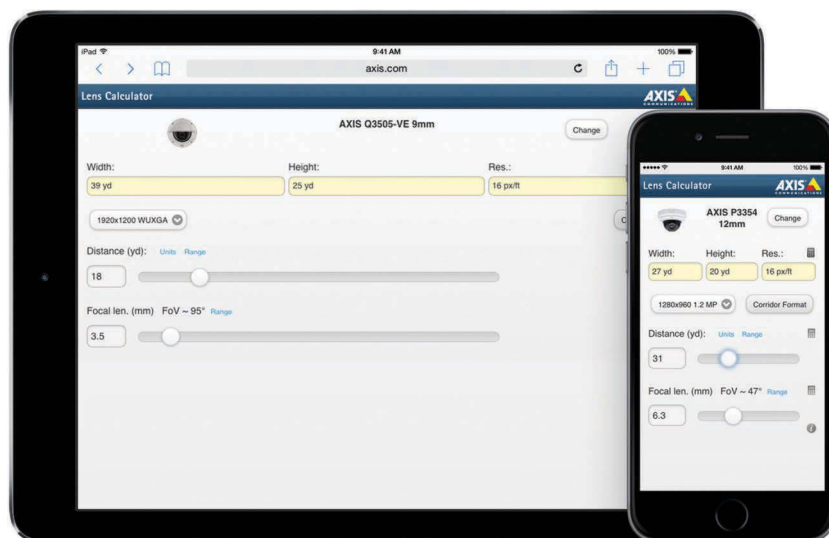 iPad
9:41 AM
100%
axis.com
Lens Calculator
AXIS
COMMUNICATIONS
AXIS Q3505-VE 9mm
Change
Width:
Height:
Res.:
39 yd
25 yd
16 px/ft
1920x1200 WUXGA
C
Distance (yd): Units Range
18
Focal len. (mm) FoV ~ 95° Range
3.5
9:41 AM
100%
Lens Calculator
AXIS
COMMUNICATIONS
AXIS P3354
12mm
Change
Width:
Height:
Res.:
27 yd
20 yd
16 px/ft
1280x960 1.2 MP
Corridor Format
Distance (yd): Units Range
31
Focal len. (mm) FoV ~ 47° Range
6.3